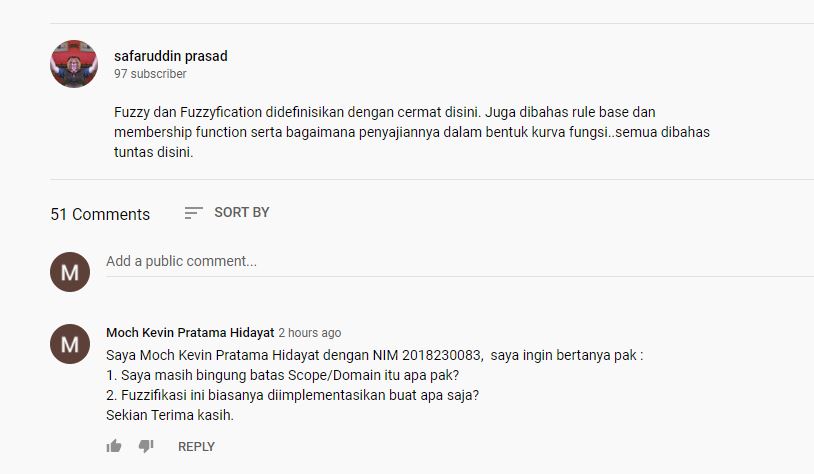 safaruddin prasad
97 subscriber
Fuzzy dan Fuzzyfication didefinisikan dengan cermat disini. Juga dibahas rule base dan
membership function serta bagaimana penyajiannya dalam bentuk kurva fungsi..semua dibahas
tuntas disini.
51 Comments SORT BY
M Add a public comment...
M Moch Kevin Pratama Hidayat 2 hours ago
Saya Moch Kevin Pratama Hidayat dengan NIM 2018230083, saya ingin bertanya pak :
1. Saya masih bingung batas Scope/Domain itu apa pak?
2. Fuzzifikasi ini biasanya diimplementasikan buat apa saja?
Sekian Terima kasih.
REPLY